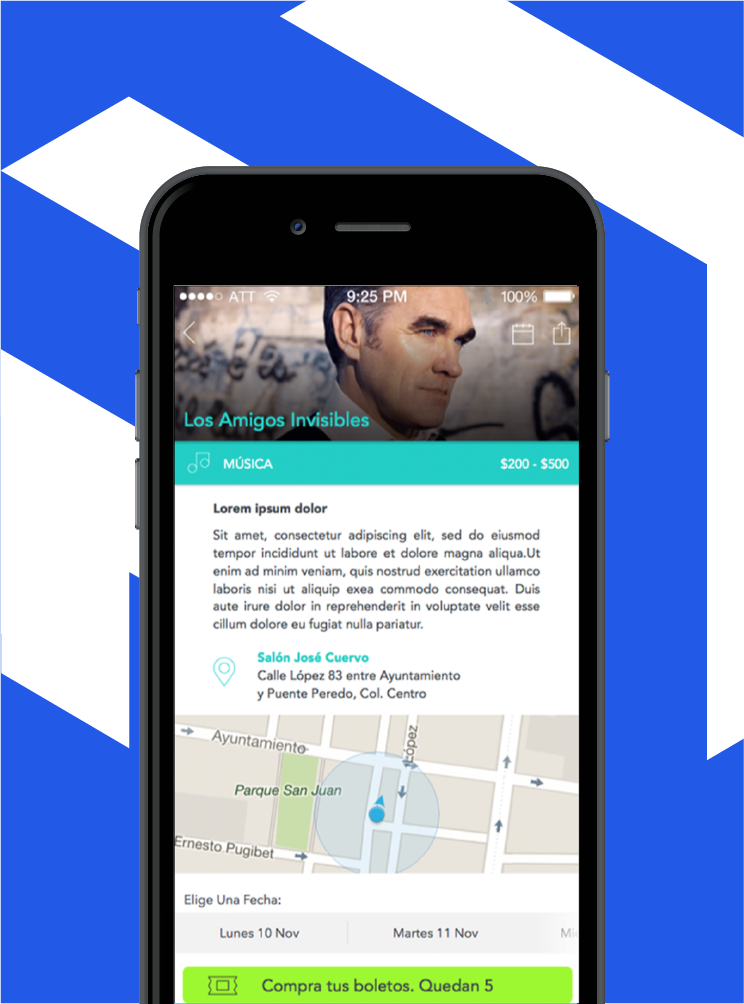 ATT 9:25 PM 100%
Los Amigos Invisibles
MÚSICA $200 - $500
Lorem ipsum dolor
Sit amet, consectetur adipiscing elit, sed do eiusmod
tempor incididunt ut labore et dolore magna aliqua.Ut
enim ad minim veniam, quis nostrud exercitation ullamco
laboris nisi ut aliquip exea commodo consequat. Duis
aute irure dolor in reprehenderit in voluptate velit esse
cillum dolore eu fugiat nulla pariatur.
Salón José Cuervo
Calle López 83 entre Ayuntamiento
y Puente Peredo, Col. Centro
Ayuntamiento
López
Parque San Juan
Ernesto Pugibet
Elige Una Fecha:
Lunes 10 Nov Martes 11 Nov
Compra tus boletos. Quedan 5